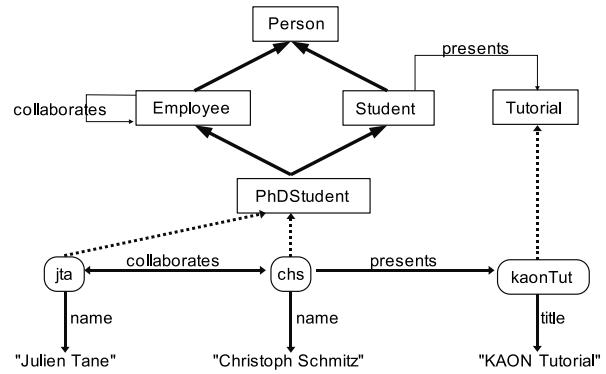 Person
presents
collaborates
Employee
Student
Tutorial
PhDStudent
jta
collaborates
chs
presents
kaonTut
name
name
title
"Julien Tane"
"Christoph Schmitz"
"KAON Tutorial"